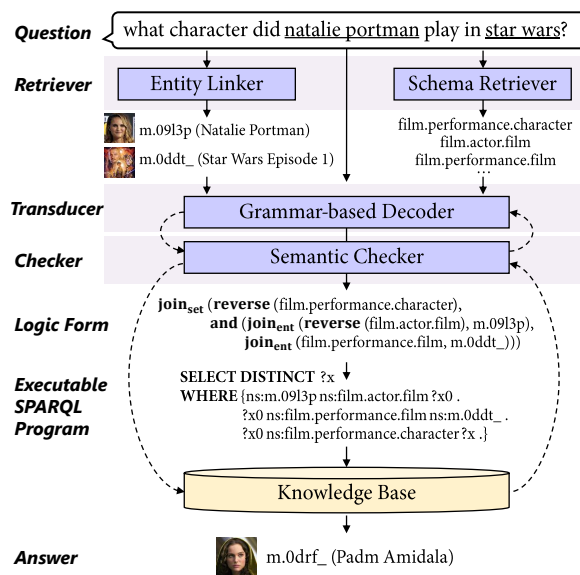 Question
what character did natalie portman play in star wars?
Retriever
Entity Linker
Schema Retriever
m.09l3p (Natalie Portman)
m.0ddt_ (Star Wars Episode 1)
film.performance.character
film.actor.film
film.performance.film
...
Transducer
Grammar-based Decoder
Checker
Semantic Checker
Logic Form
join_set (reverse (film.performance.character),
and (join_ent (reverse (film.actor.film), m.09l3p),
join_ent (film.performance.film, m.0ddt_)))
Executable
SPARQL
Program
SELECT DISTINCT ?x
WHERE {ns:m.09l3p ns:film.actor.film ?x0 .
?x0 ns:film.performance.film ns:m.0ddt_ .
?x0 ns:film.performance.character ?x .}
Knowledge Base
Answer
m.0drf_ (Padm Amidala)